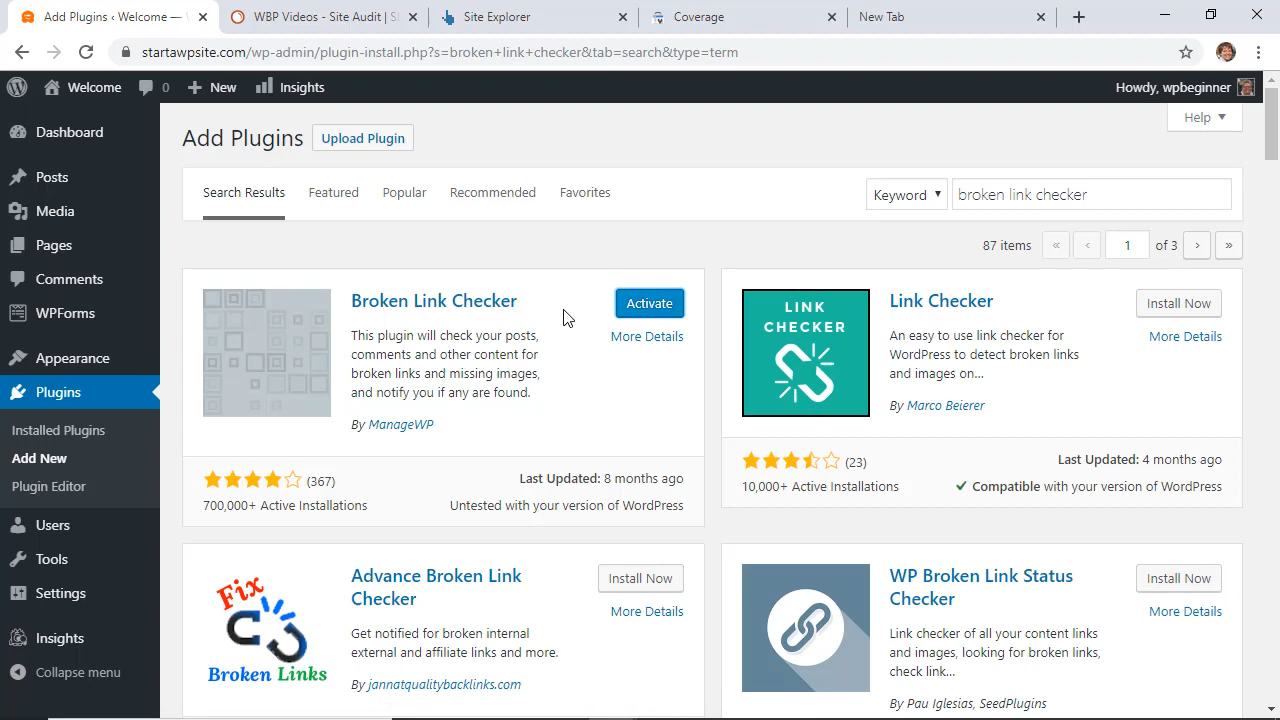 Add Plugins ‹ Welcome —
WBP Videos - Site Audit |
Site Explorer
Coverage
New Tab
startawpsite.com/wp-admin/plugin-install.php?s=broken+link+checker&tab=search&type=term
Welcome
0
New
Insights
Howdy, wpbeginner
Dashboard
Posts
Media
Pages
Comments
WPForms
Appearance
Plugins
Installed Plugins
Add New
Plugin Editor
Users
Tools
Settings
Insights
Collapse menu
Help
Add Plugins
Upload Plugin
Search Results
Featured
Popular
Recommended
Favorites
Keyword
broken link checker
87 items
«
‹
1
of 3
›
»
Broken Link Checker
Activate
More Details
This plugin will check your posts,
comments and other content for
broken links and missing images,
and notify you if any are found.
By ManageWP
(367)
700,000+ Active Installations
Last Updated: 8 months ago
Untested with your version of WordPress
LINK
CHECKER
Link Checker
Install Now
More Details
An easy to use link checker for
WordPress to detect broken links
and images on...
By Marco Beierer
(23)
10,000+ Active Installations
Last Updated: 4 months ago
Compatible with your version of WordPress
Fix
Broken Links
Advance Broken Link
Checker
Install Now
More Details
Get notified for broken internal
external and affiliate links and more.
By jannatqualitybacklinks.com
WP Broken Link Status
Checker
Install Now
More Details
Link checker of all your content links
and images, looking for broken links,
check link...
By Pau Iglesias, SeedPlugins